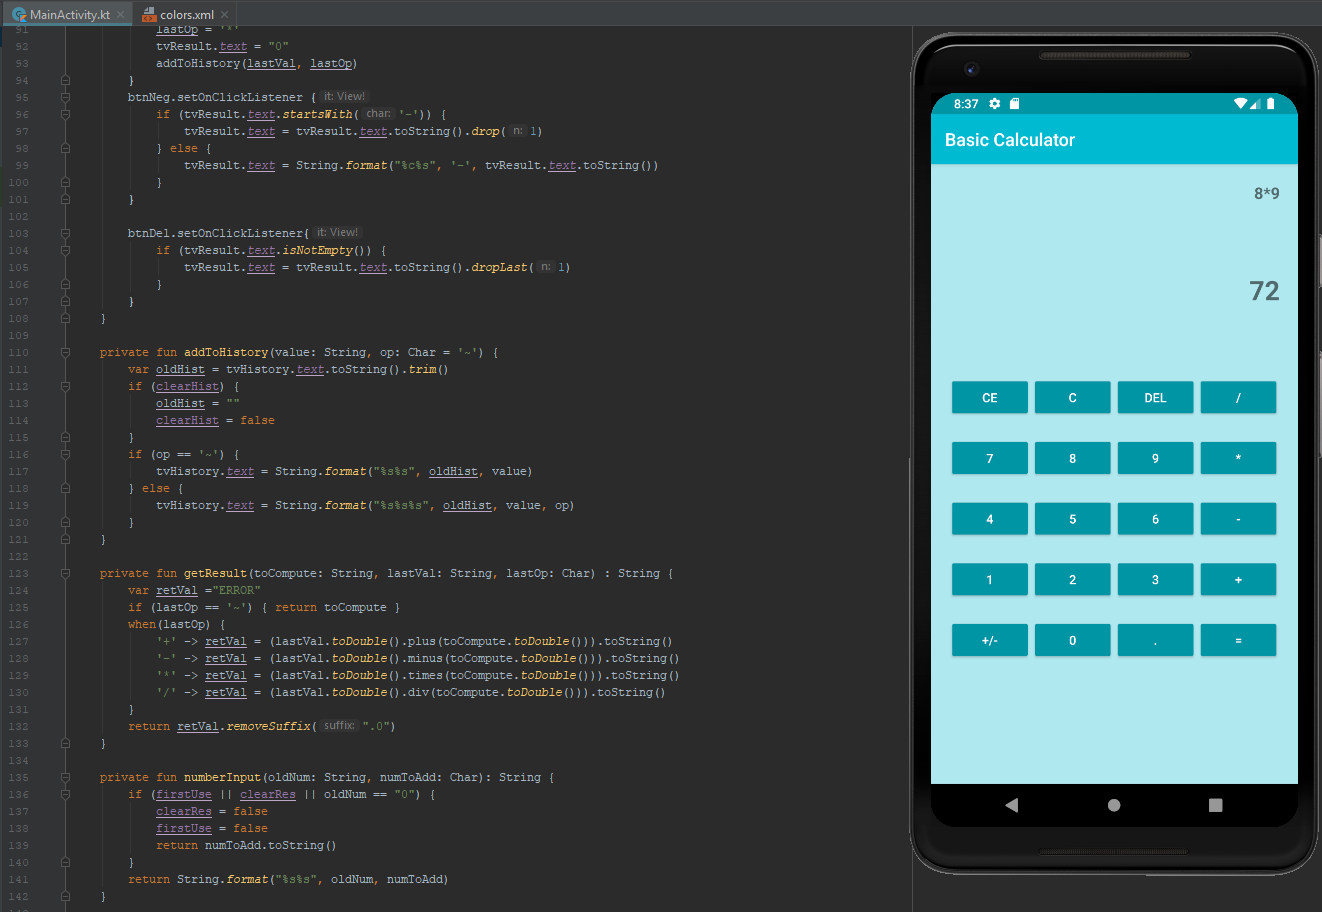 MainActivity.kt colors.xml
91 lastOp = '*'
92 tvResult.text = "0"
93 addToHistory(lastVal, lastOp)
94 }
95 btnNeg.setOnClickListener { it: View!
96 if (tvResult.text.startsWith( char: '-')) {
97 tvResult.text = tvResult.text.toString().drop( n: 1)
98 } else {
99 tvResult.text = String.format("%c%s", '-', tvResult.text.toString())
100 }
101 }
102
103 btnDel.setOnClickListener{ it: View!
104 if (tvResult.text.isNotEmpty()) {
105 tvResult.text = tvResult.text.toString().dropLast( n: 1)
106 }
107 }
108 }
109
110 private fun addToHistory(value: String, op: Char = '~') {
111 var oldHist = tvHistory.text.toString().trim()
112 if (clearHist) {
113 oldHist = ""
114 clearHist = false
115 }
116 if (op == '~') {
117 tvHistory.text = String.format("%s%s", oldHist, value)
118 } else {
119 tvHistory.text = String.format("%s%s%s", oldHist, value, op)
120 }
121 }
122
123 private fun getResult(toCompute: String, lastVal: String, lastOp: Char) : String {
124 var retVal ="ERROR"
125 if (lastOp == '~') { return toCompute }
126 when(lastOp) {
127 '+' -> retVal = (lastVal.toDouble().plus(toCompute.toDouble())).toString()
128 '-' -> retVal = (lastVal.toDouble().minus(toCompute.toDouble())).toString()
129 '*' -> retVal = (lastVal.toDouble().times(toCompute.toDouble())).toString()
130 '/' -> retVal = (lastVal.toDouble().div(toCompute.toDouble())).toString()
131 }
132 return retVal.removeSuffix( suffix: ".0")
133 }
134
135 private fun numberInput(oldNum: String, numToAdd: Char): String {
136 if (firstUse || clearRes || oldNum == "0") {
137 clearRes = false
138 firstUse = false
139 return numToAdd.toString()
140 }
141 return String.format("%s%s", oldNum, numToAdd)
142 }
8:37
Basic Calculator
8*9
72
CE C DEL /
7 8 9 *
4 5 6 -
1 2 3 +
+/- 0 . =